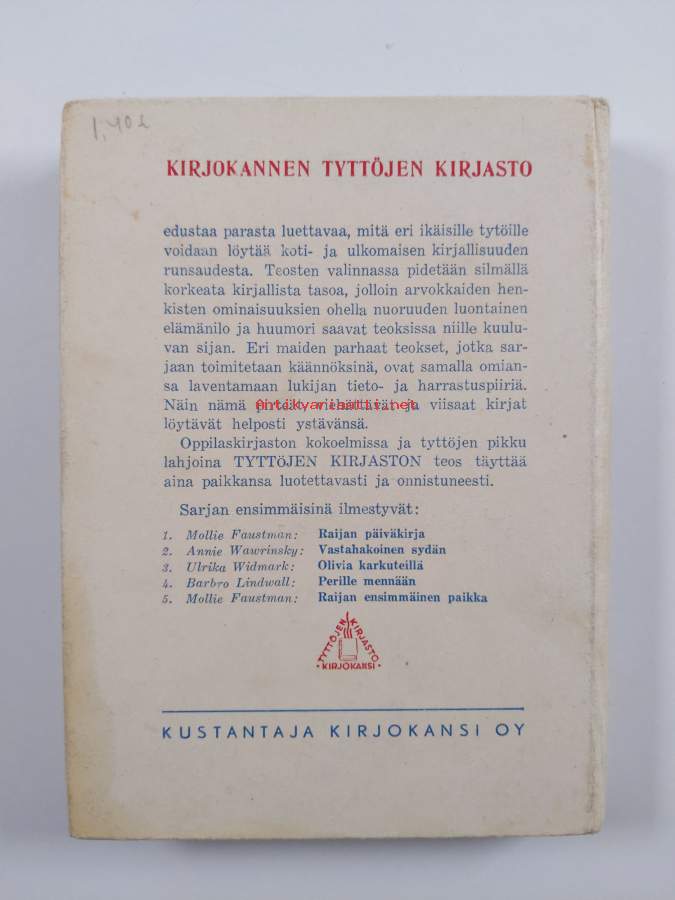 1,40 L
KIRJOKANNEN TYTTÖJEN KIRJASTO
edustaa parasta luettavaa, mitä eri ikäisille tytöille
voidaan löytää koti- ja ulkomaisen kirjallisuuden
runsaudesta. Teosten valinnassa pidetään silmällä
korkeata kirjallista tasoa, jolloin arvokkaiden hen-
kisten ominaisuuksien ohella nuoruuden luontainen
elämänilo ja huumori saavat teoksissa niille kuulu-
van sijan. Eri maiden parhaat teokset, jotka sar-
jaan toimitetaan käännöksinä, ovat samalla omian-
sa laventamaan lukijan tieto- ja harrastuspiiriä.
Näin nämä viehättävät ja viisaat kirjat
Antikvariaatti.net
löytävät helposti ystävänsä.
Oppilaskirjaston kokoelmissa ja tyttöjen pikku
lahjoina TYTTÖJEN KIRJASTON teos täyttää
aina paikkansa luotettavasti ja onnistuneesti.
Sarjan ensimmäisinä ilmestyvät:
1. Mollie Faustman: Raijan päiväkirja
2. Annie Wawrinsky: Vastahakoinen sydän
3. Ulrika Widmark: Olivia karkuteillä
4. Barbro Lindwall: Perille mennään
5. Mollie Faustman: Raijan ensimmäinen paikka
TYTTÖJEN KIRJASTO
KIRJOKANSI
KUSTANTAJA KIRJOKANSI OY